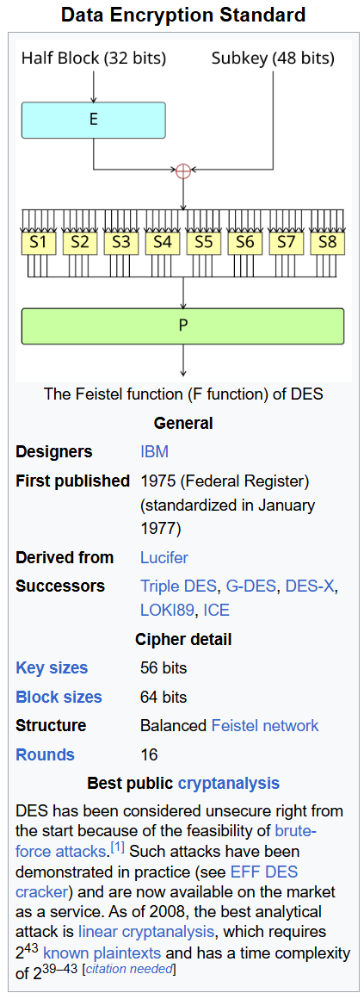 Data Encryption Standard
Half Block (32 bits) Subkey (48 bits)
E
S1 S2 S3 S4 S5 S6 S7 S8
P
The Feistel function (F function) of DES
General
Designers IBM
First published 1975 (Federal Register)
(standardized in January
1977)
Derived from Lucifer
Successors Triple DES, G-DES, DES-X,
LOKI89, ICE
Cipher detail
Key sizes 56 bits
Block sizes 64 bits
Structure Balanced Feistel network
Rounds 16
Best public cryptanalysis
DES has been considered unsecure right from
the start because of the feasibility of brute-
force attacks.[1] Such attacks have been
demonstrated in practice (see EFF DES
cracker) and are now available on the market
as a service. As of 2008, the best analytical
attack is linear cryptanalysis, which requires
2⁴³ known plaintexts and has a time complexity
of 2³⁹⁻⁴³ [citation needed]